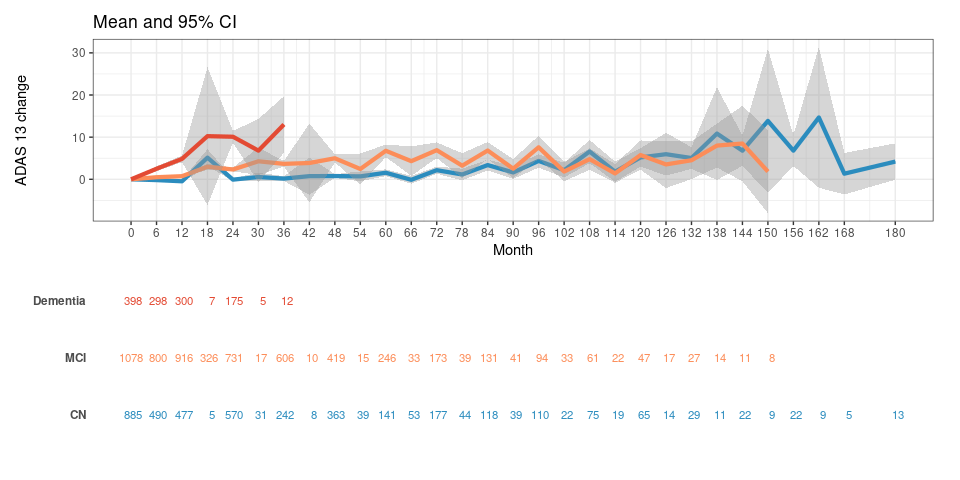 Mean and 95% CI
ADAS 13 change
30
20
10
0
0 6 12 18 24 30 36 42 48 54 60 66 72 78 84 90 96 102 108 114 120 126 132 138 144 150 156 162 168 180
Month
Dementia 398 298 300 7 175 5 12
MCI 1078 800 916 326 731 17 606 10 419 15 246 33 173 39 131 41 94 33 61 22 47 17 27 14 11 8
CN 885 490 477 5 570 31 242 8 363 39 141 53 177 44 118 39 110 22 75 19 65 14 29 11 22 9 22 9 5 13